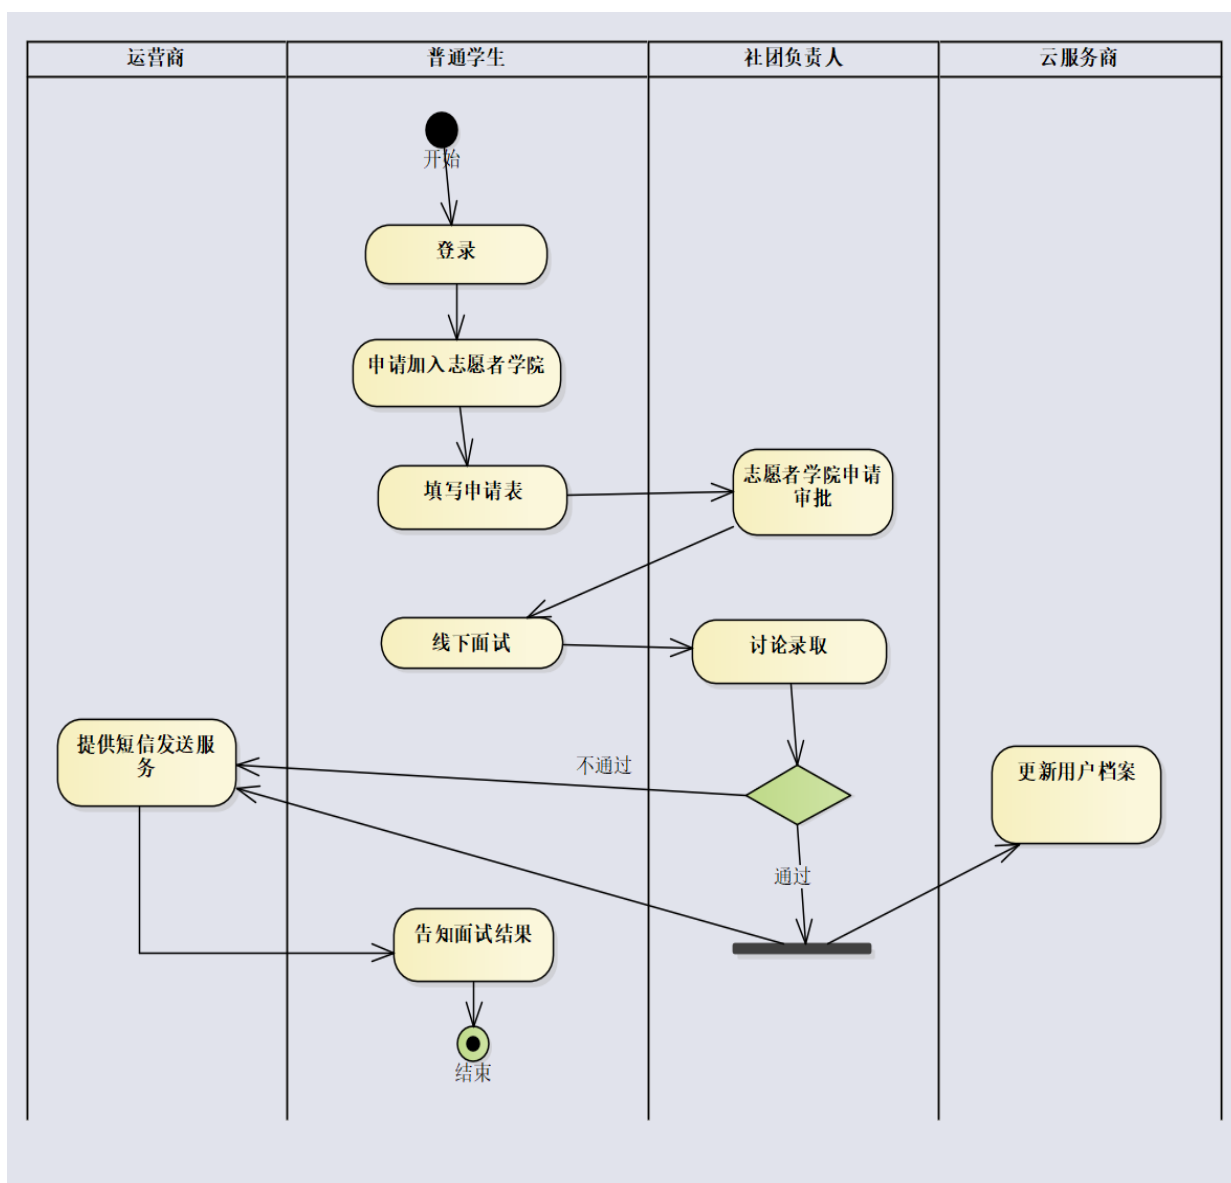 运营商
普通学生
社团负责人
云服务商
开始
登录
申请加入志愿者学院
填写申请表
志愿者学院申请
审批
线下面试
讨论录取
提供短信发送服
务
不通过
更新用户档案
通过
告知面试结果
结束